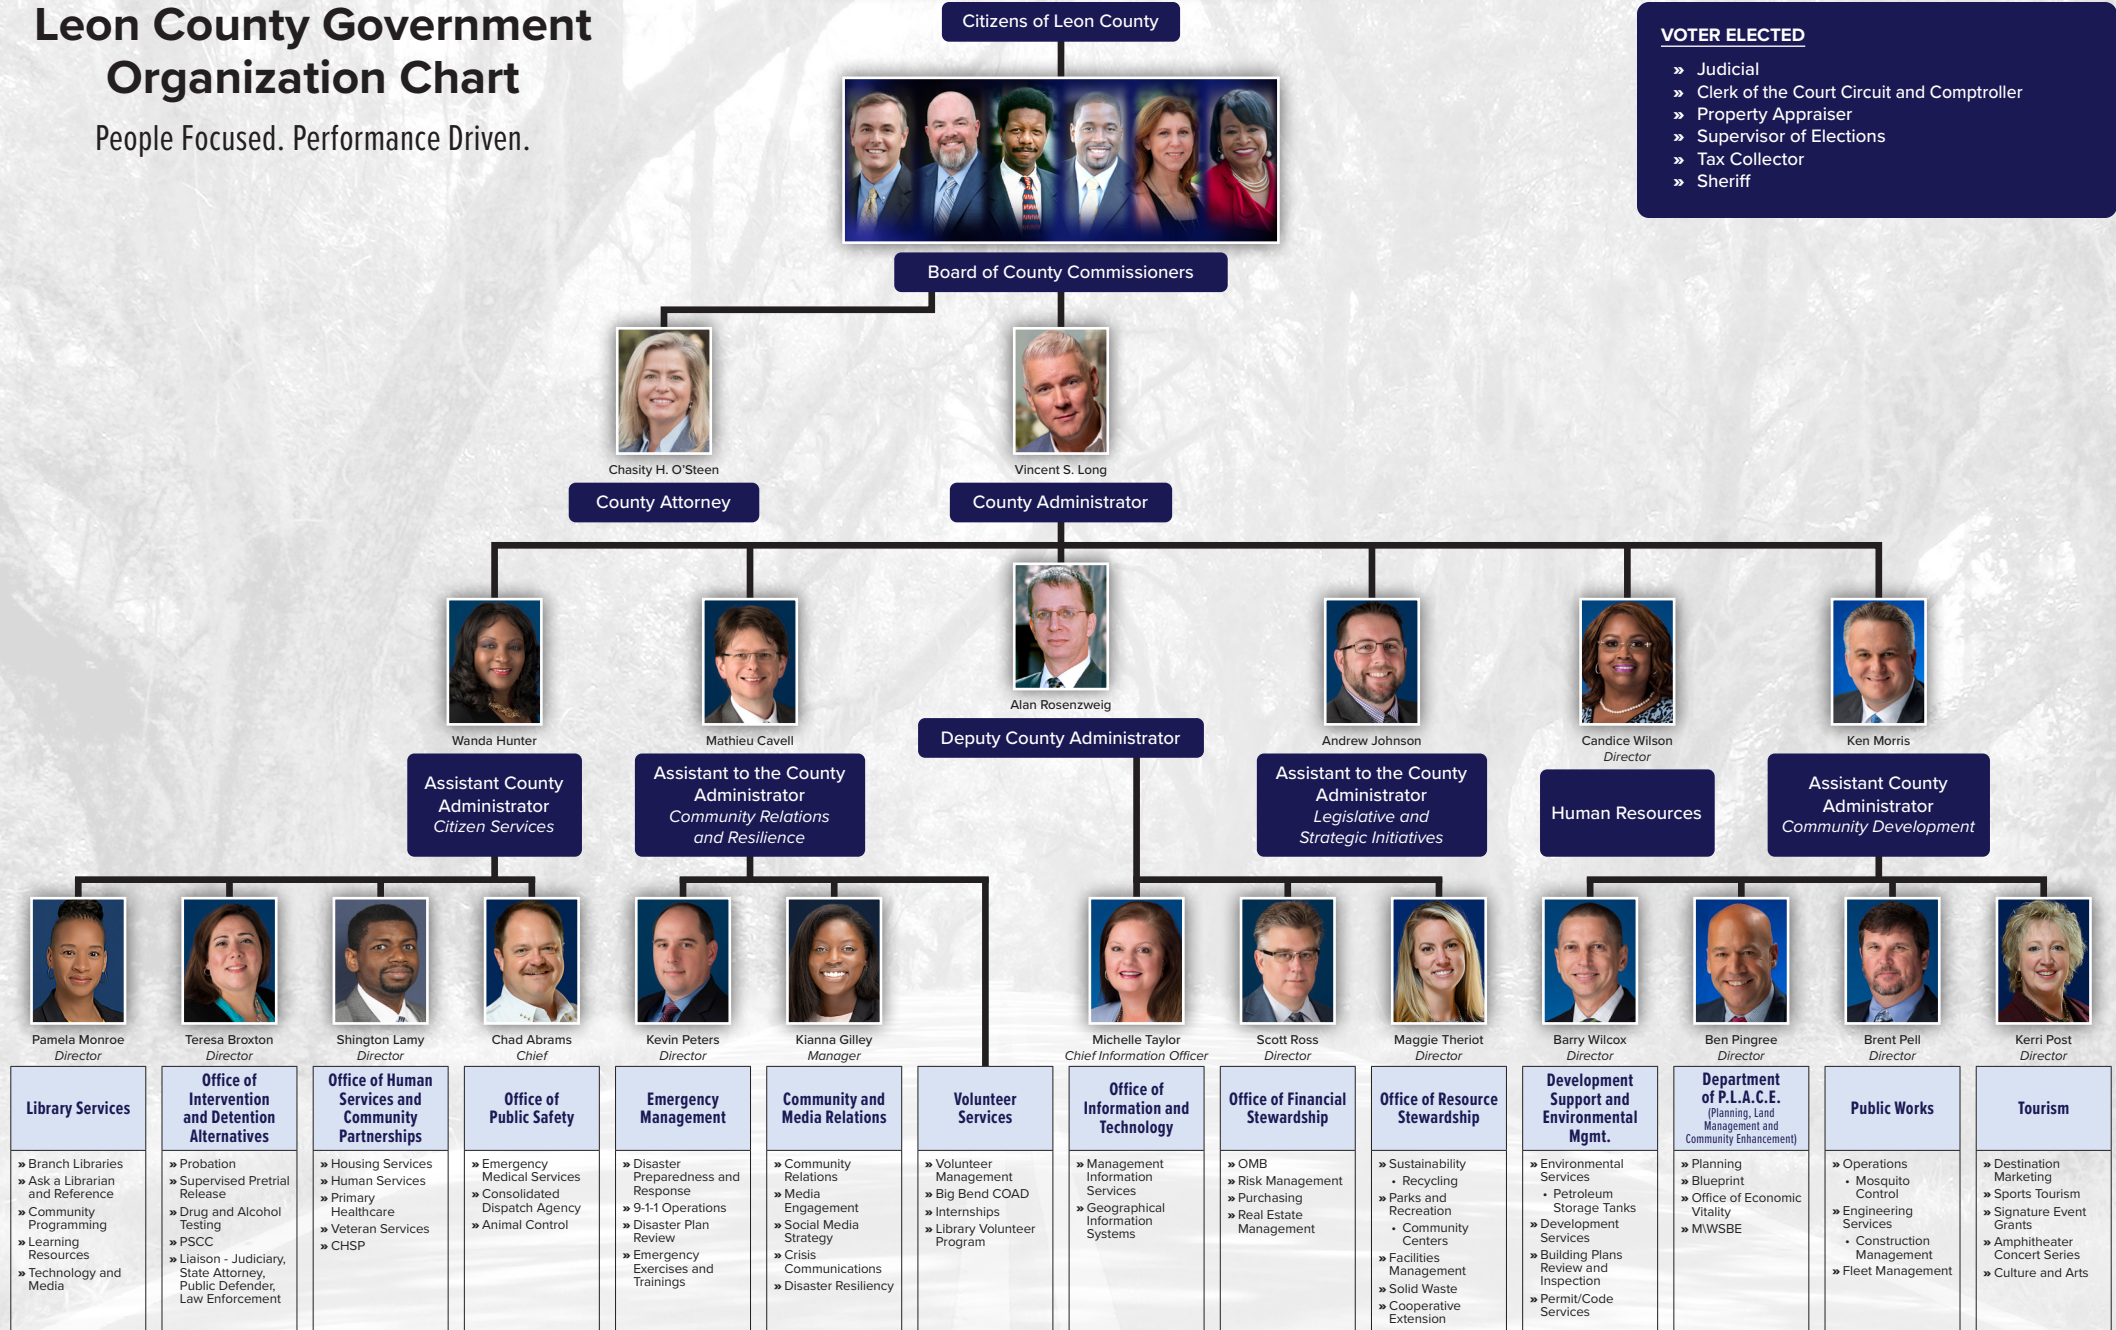 Leon County Government
Organization Chart
People Focused. Performance Driven.
Citizens of Leon County
VOTER ELECTED
» Judicial
» Clerk of the Court Circuit and Comptroller
» Property Appraiser
» Supervisor of Elections
» Tax Collector
» Sheriff
Board of County Commissioners
Chasity H. O'Steen
County Attorney
Vincent S. Long
County Administrator
Wanda Hunter
Assistant County
Administrator
Citizen Services
Mathieu Cavell
Assistant to the County
Administrator
Community Relations
and Resilience
Alan Rosenzweig
Deputy County Administrator
Andrew Johnson
Assistant to the County
Administrator
Legislative and
Strategic Initiatives
Candice Wilson
Director
Human Resources
Ken Morris
Assistant County
Administrator
Community Development
Pamela Monroe
Director
Library Services
» Branch Libraries
» Ask a Librarian
and Reference
» Community
Programming
» Learning
Resources
» Technology and
Media
Teresa Broxton
Director
Office of
Intervention
and Detention
Alternatives
» Probation
» Supervised Pretrial
Release
» Drug and Alcohol
Testing
» PSCC
» Liaison - Judiciary,
State Attorney,
Public Defender,
Law Enforcement
Shington Lamy
Director
Office of Human
Services and
Community
Partnerships
» Housing Services
» Human Services
» Primary
Healthcare
» Veteran Services
» CHSP
Chad Abrams
Chief
Office of
Public Safety
» Emergency
Medical Services
» Consolidated
Dispatch Agency
» Animal Control
Kevin Peters
Director
Emergency
Management
» Disaster
Preparedness and
Response
» 9-1-1 Operations
» Disaster Plan
Review
» Emergency
Exercises and
Trainings
Kianna Gilley
Manager
Community and
Media Relations
» Community
Relations
» Media
Engagement
» Social Media
Strategy
» Crisis
Communications
» Disaster Resiliency
Volunteer
Services
» Volunteer
Management
» Big Bend COAD
» Internships
» Library Volunteer
Program
Michelle Taylor
Chief Information Officer
Office of
Information and
Technology
» Management
Information
Services
» Geographical
Information
Systems
Scott Ross
Director
Office of Financial
Stewardship
» OMB
» Risk Management
» Purchasing
» Real Estate
Management
Maggie Theriot
Director
Office of Resource
Stewardship
» Sustainability
• Recycling
» Parks and
Recreation
• Community
Centers
» Facilities
Management
» Solid Waste
» Cooperative
Extension
Barry Wilcox
Director
Development
Support and
Environmental
Mgmt.
» Environmental
Services
• Petroleum
Storage Tanks
» Development
Services
» Building Plans
Review and
Inspection
» Permit/Code
Services
Ben Pingree
Director
Department
of P.L.A.C.E.
(Planning, Land
Management and
Community Enhancement)
» Planning
» Blueprint
» Office of Economic
Vitality
» M\WSBE
Brent Pell
Director
Public Works
» Operations
• Mosquito
Control
» Engineering
Services
• Construction
Management
» Fleet Management
Kerri Post
Director
Tourism
» Destination
Marketing
» Sports Tourism
» Signature Event
Grants
» Amphitheater
Concert Series
» Culture and Arts